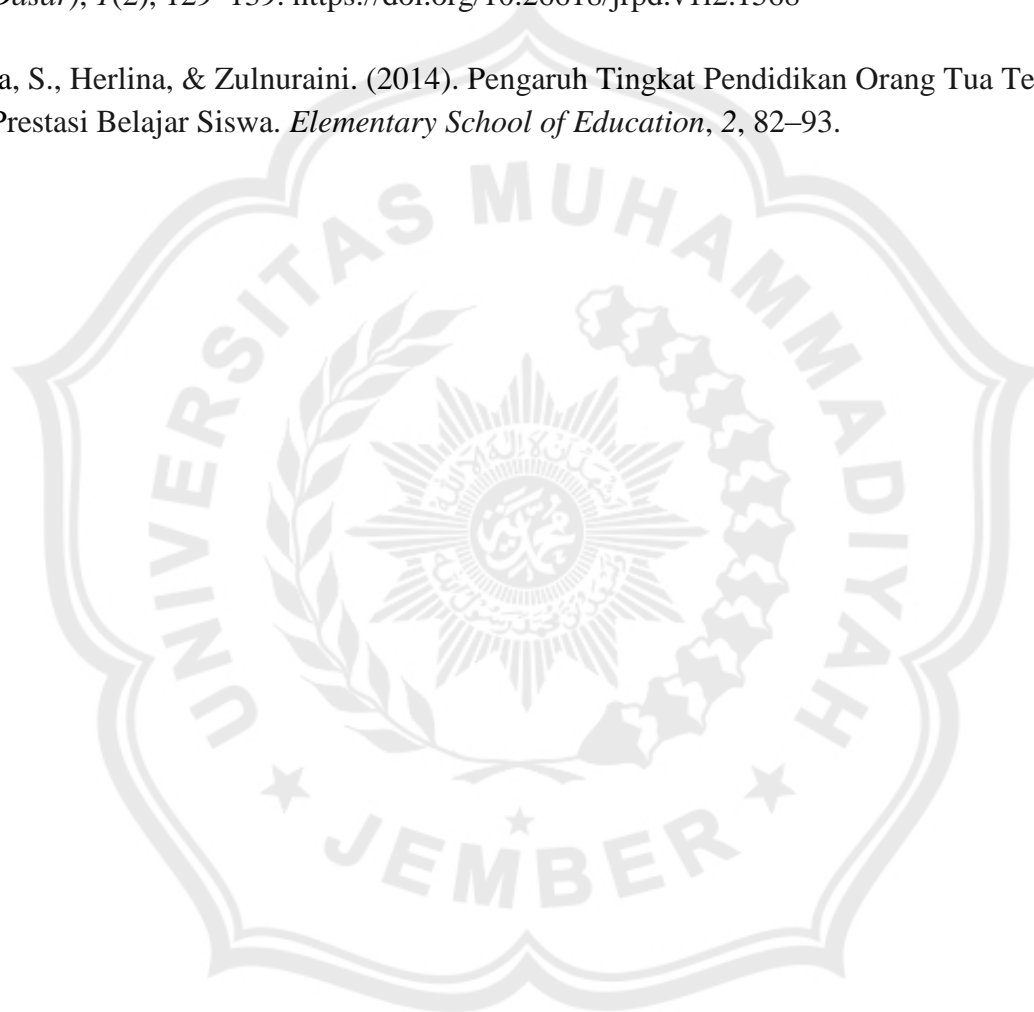 Dasar), 1(2), 129–139. https://doi.org/10.26618/jrpd.v1i2.1568
a, S., Herlina, & Zulnuraini. (2014). Pengaruh Tingkat Pendidikan Orang Tua Te
Prestasi Belajar Siswa. Elementary School of Education, 2, 82–93.
UNIVERSITAS MUHAMMADIYAH
JEMBER